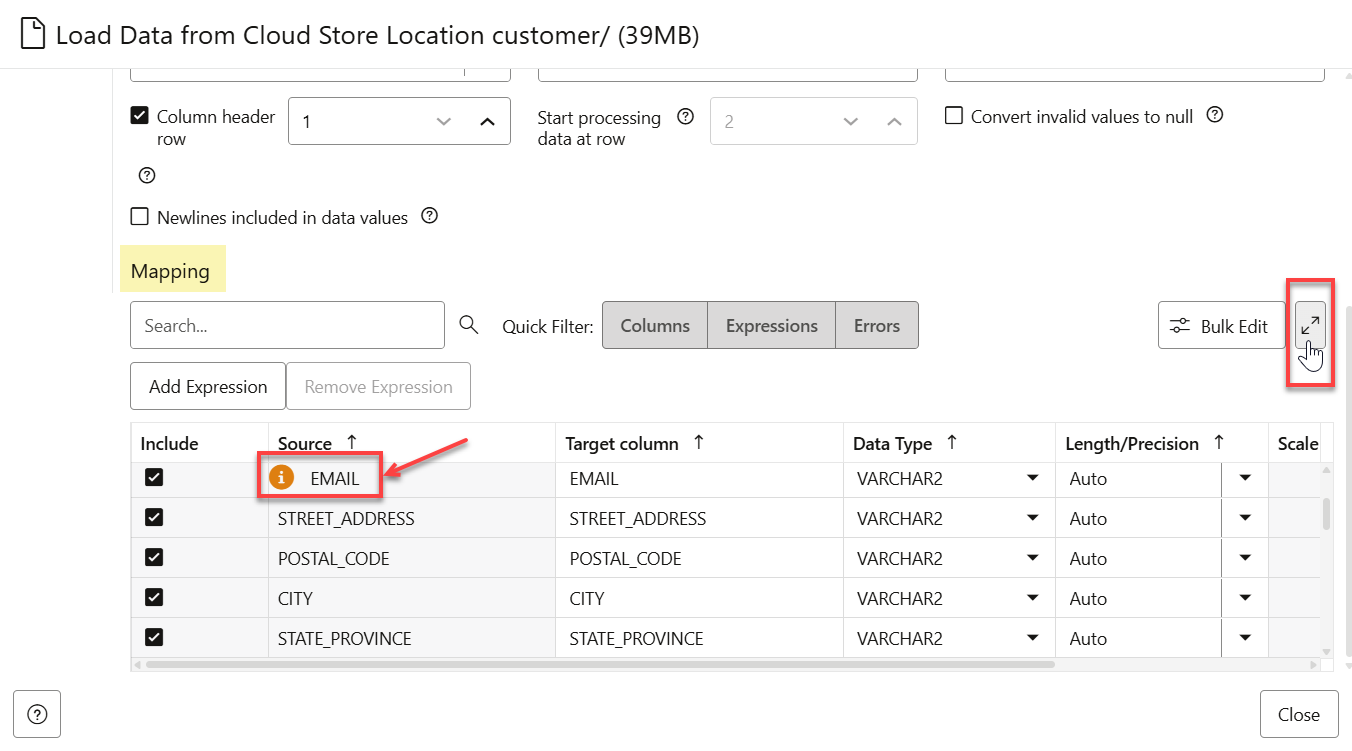 Load Data from Cloud Store Location customer/ (39MB)
Column header row
1
Start processing data at row
2
Convert invalid values to null
Newlines included in data values
Mapping
Search...
Quick Filter:
Columns
Expressions
Errors
Bulk Edit
Add Expression
Remove Expression
Include Source Target column Data Type Length/Precision Scale
EMAIL EMAIL VARCHAR2 Auto
STREET_ADDRESS STREET_ADDRESS VARCHAR2 Auto
POSTAL_CODE POSTAL_CODE VARCHAR2 Auto
CITY CITY VARCHAR2 Auto
STATE_PROVINCE STATE_PROVINCE VARCHAR2 Auto
Close